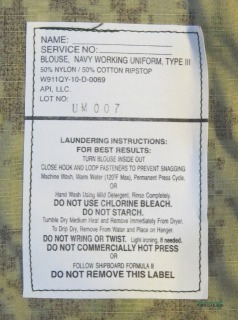 NAME:
SERVICE NO:
BLOUSE, NAVY WORKING UNIFORM, TYPE III
50% NYLON / 50% COTTON RIPSTOP
W911QY-10-D-0069
API, LLC.
LOT NO:
UM 007
LAUNDERING INSTRUCTIONS:
FOR BEST RESULTS:
TURN BLOUSE INSIDE OUT
CLOSE HOOK AND LOOP FASTENERS TO PREVENT SNAGGING
Machine Wash, Warm Water (120°F Max), Permanent Press Cycle,
OR
Hand Wash Using Mild Detergent, Rinse Completely.
DO NOT USE CHLORINE BLEACH.
DO NOT STARCH.
Tumble Dry Medium Heat and Remove Immediately From Dryer.
To Drip Dry, Remove From Water and Place on Hanger.
DO NOT WRING OR TWIST. Light ironing, if needed.
DO NOT COMMERCIALLY HOT PRESS
OR
FOLLOW SHIPBOARD FORMULA II
DO NOT REMOVE THIS LABEL